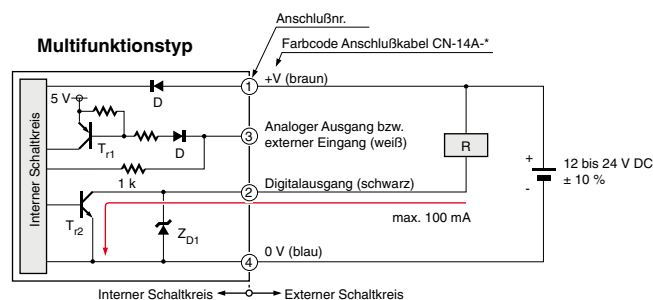 Anschlußnr.
Multifunktionstyp
Farbcode Anschlußkabel CN-14A-*
1
+V (braun)
5 V
D
Tr1
D
3
Analoger Ausgang bzw.
externer Eingang (weiß)
R
Interner Schaltkreis
1 k
+
-
12 bis 24 V DC
± 10 %
2
Digitalausgang (schwarz)
Tr2
ZD1
max. 100 mA
4
0 V (blau)
Interner Schaltkreis
Externer Schaltkreis